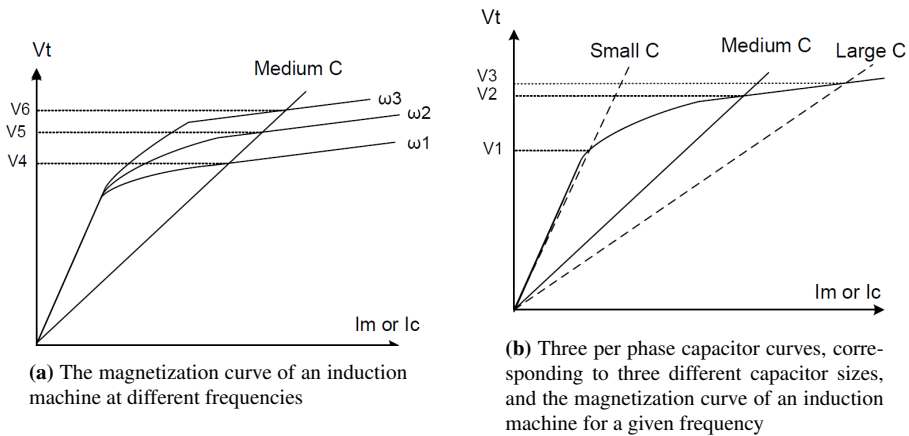 Vt
Medium C
V6
V5
V4
ω3
ω2
ω1
Im or Ic
(a) The magnetization curve of an induction
machine at different frequencies
Vt
Small C
Medium C
Large C
V3
V2
V1
Im or Ic
(b) Three per phase capacitor curves, corre-
sponding to three different capacitor sizes,
and the magnetization curve of an induction
machine for a given frequency